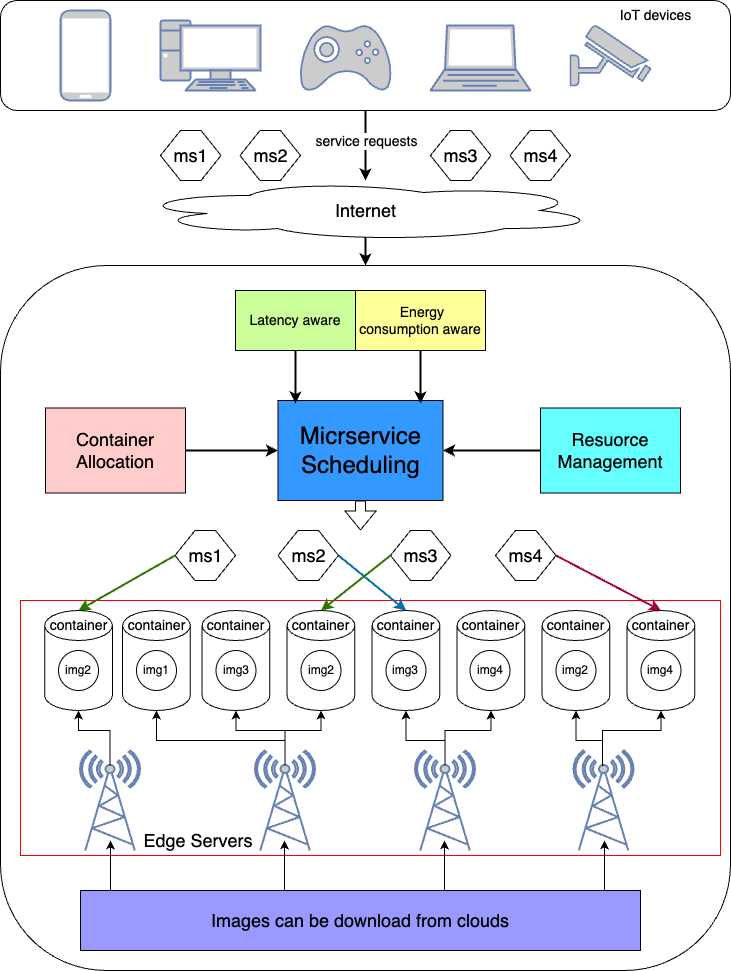 IoT devices
service requests
ms1
ms2
ms3
ms4
Internet
Latency aware
Energy
consumption aware
Container
Allocation
Micrservice
Scheduling
Resuorce
Management
ms1
ms2
ms3
ms4
container
container
container
container
container
container
container
container
img2
img1
img3
img2
img3
img4
img2
img4
Edge Servers
Images can be download from clouds